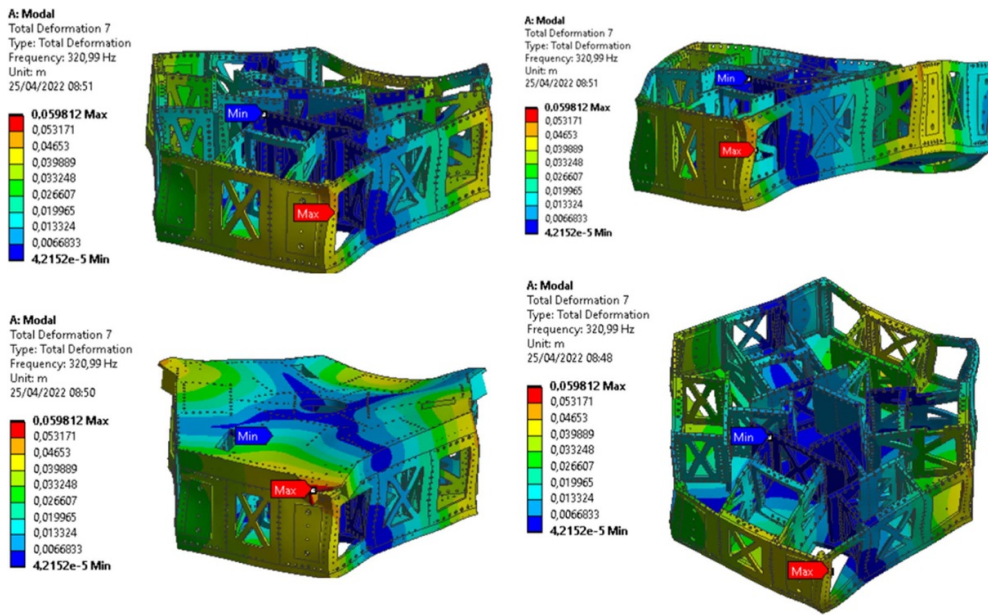 A: Modal
Total Deformation 7
Type: Total Deformation
Frequency: 320,99 Hz
Unit: m
25/04/2022 08:51
0.059812 Max
0,053171
0,04653
0,039889
0,033248
0,026607
0,019965
0,013324
0,0066833
4,2152e-5 Min
Min
Max
A: Modal
Total Deformation 7
Type: Total Deformation
Frequency: 320,99 Hz
Unit: m
25/04/2022 08:51
0.059812 Max
0,053171
0,04653
0,039889
0,033248
0,026607
0,019965
0,013324
0,0066833
4,2152e-5 Min
Min
Max
A: Modal
Total Deformation 7
Type: Total Deformation
Frequency: 320,99 Hz
Unit: m
25/04/2022 08:50
0.059812 Max
0,053171
0,04653
0,039889
0,033248
0,026607
0,019965
0,013324
0,0066833
4,2152e-5 Min
Min
Max
A: Modal
Total Deformation 7
Type: Total Deformation
Frequency: 320,99 Hz
Unit: m
25/04/2022 08:48
0.059812 Max
0,053171
0,04653
0,039889
0,033248
0,026607
0,019965
0,013324
0,0066833
4,2152e-5 Min
Min
Max